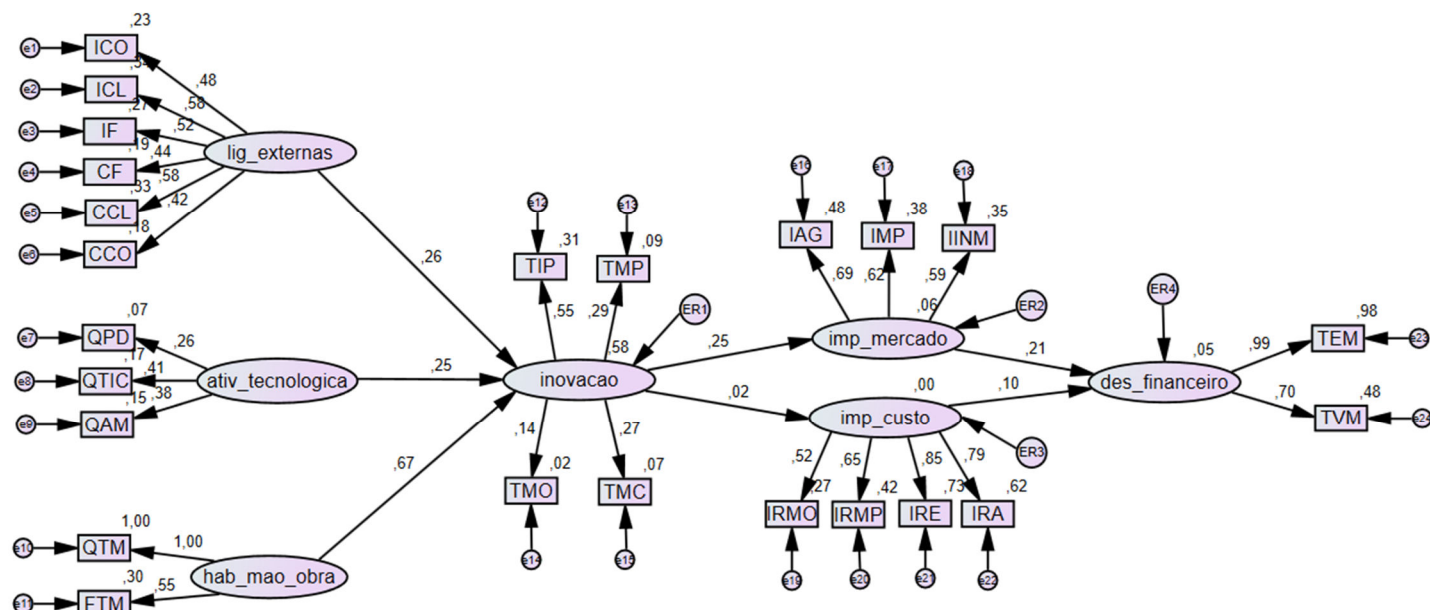 ,23
e1 ICO
,48
e2 ICL
,58
,27
e3 IF
,52
,19
e4 CF
,44
,58
,33
e5 CCL
,42
,18
e6 CCO
lig_externas
,26
,07
e7 QPD
,26
,17
e8 QTIC
,41
,15 ,38
e9 QAM
ativ_tecnologica
,25
1,00
e10 QTM
1,00
,30
e11
,55
hab_mao_obra
,67
e12 e13
,31 ,09
TIP TMP
,55 ,29
ER1
,58
inovacao
,14 ,27
,02 ,07
TMO TMC
e14 e15
,25
,02
e16 e17 e18
,48 ,38 ,35
IAG IMP IINM
,69 ,62 ,59
,06
ER2
imp_mercado
,21
,00 ,10
imp_custo
ER3
,52 ,65 ,85 ,79
,27 ,42 ,73 ,62
IRMO IRMP IRE IRA
e19 e20 e21 e22
ER4
,05
des_financeiro
,99 ,98
TEM e23
,70 ,48
TVM e24